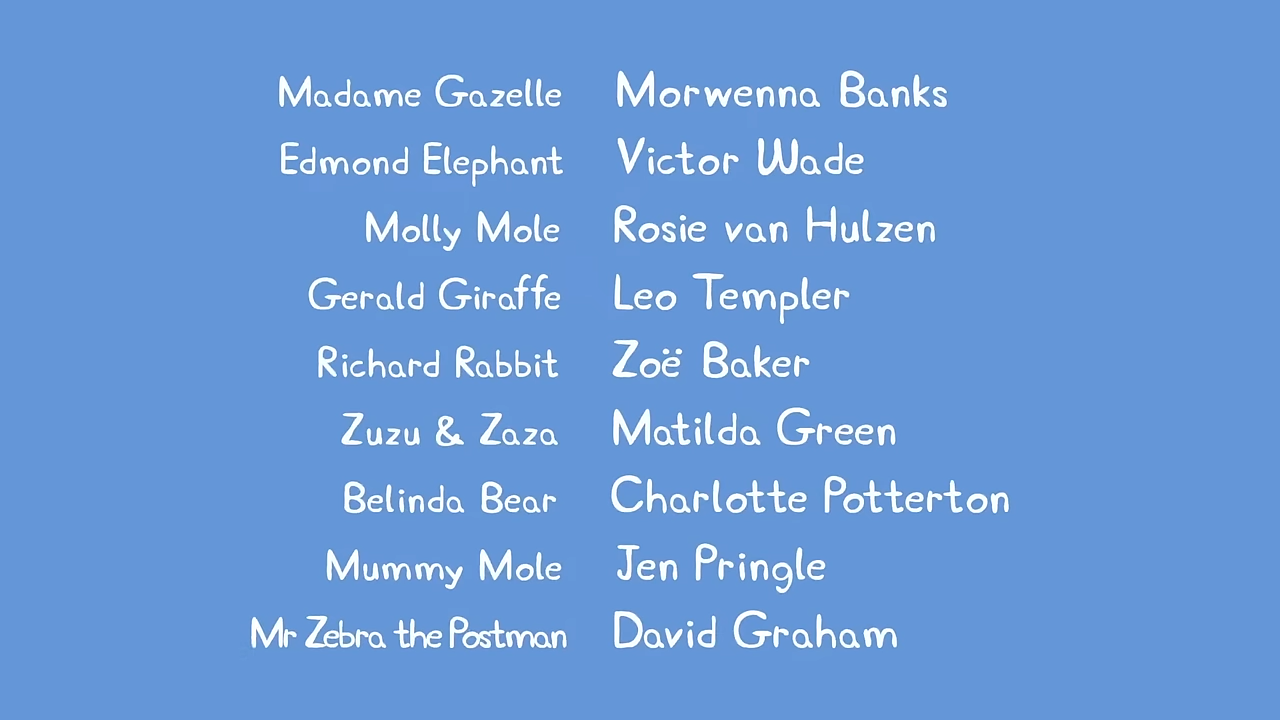 Madame Gazelle Morwenna Banks
Edmond Elephant Victor Wade
Molly Mole Rosie van Hulzen
Gerald Giraffe Leo Templer
Richard Rabbit Zoë Baker
Zuzu & Zaza Matilda Green
Belinda Bear Charlotte Potterton
Mummy Mole Jen Pringle
Mr Zebra the Postman David Graham